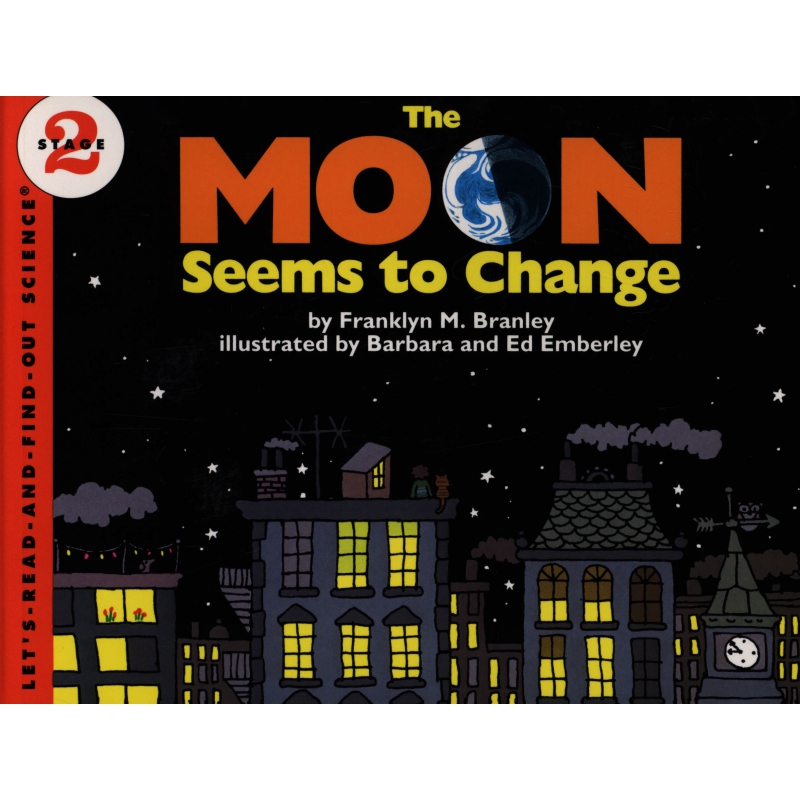 The
MOON
Seems to Change
by Franklyn M. Branley
illustrated by Barbara and Ed Emberley
2
STAGE
LET'S-READ-AND-FIND-OUT SCIENCE®